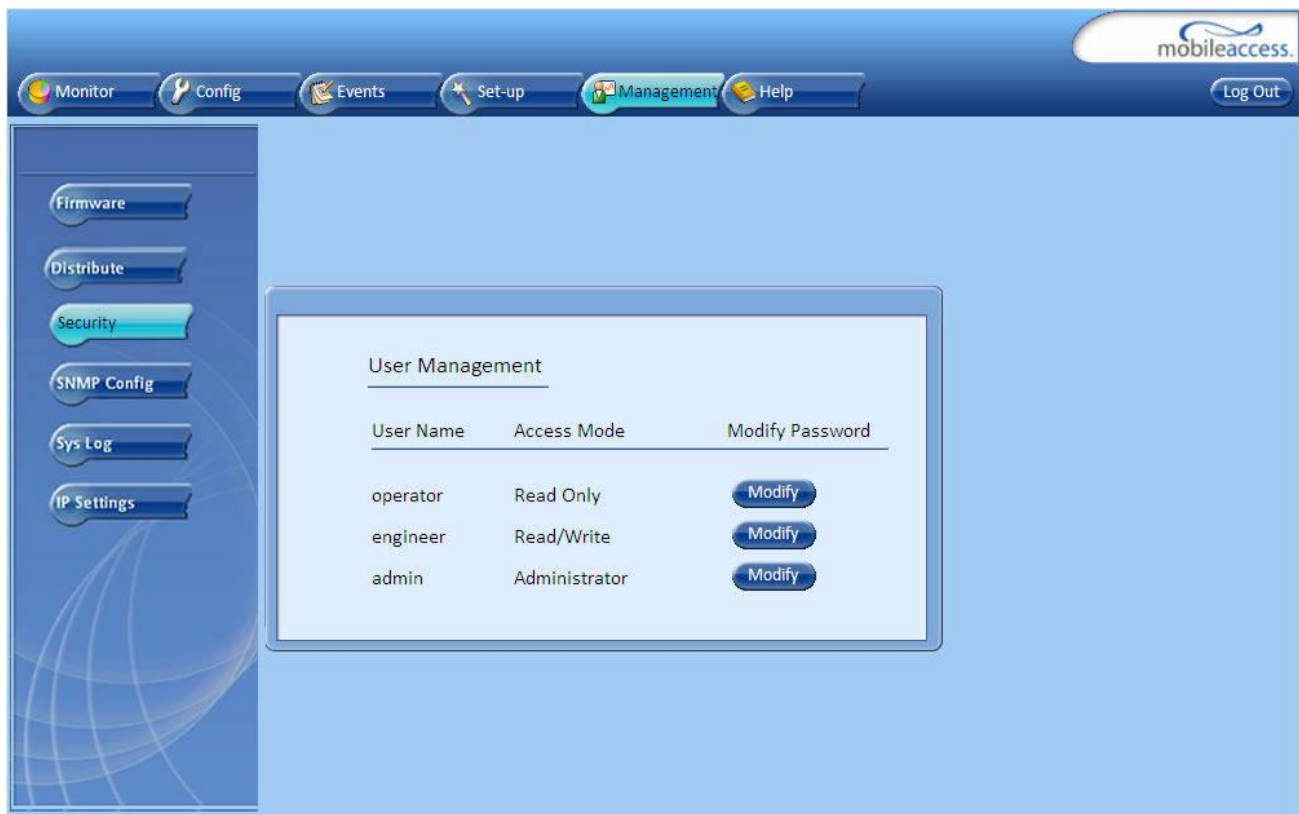 mobileaccess.
Monitor Config Events Set-up Management Help Log Out
Firmware
Distribute
Security
SNMP Config
Sys Log
IP Settings
User Management
User Name Access Mode Modify Password
operator Read Only Modify
engineer Read/Write Modify
admin Administrator Modify